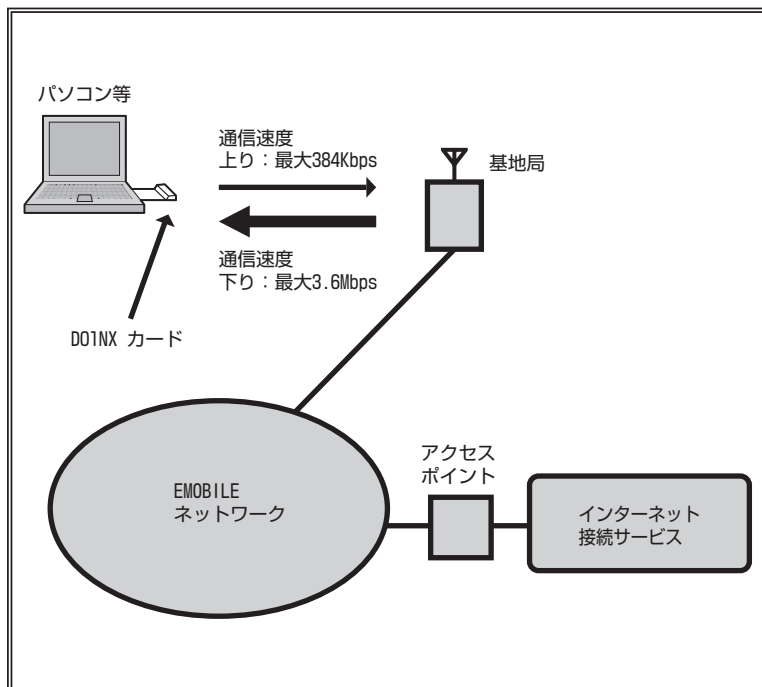 パソコン等
通信速度
上り：最大384Kbps
基地局
通信速度
下り：最大3.6Mbps
D01NX カード
アクセス
ポイント
EMOBILE
ネットワーク
インターネット
接続サービス